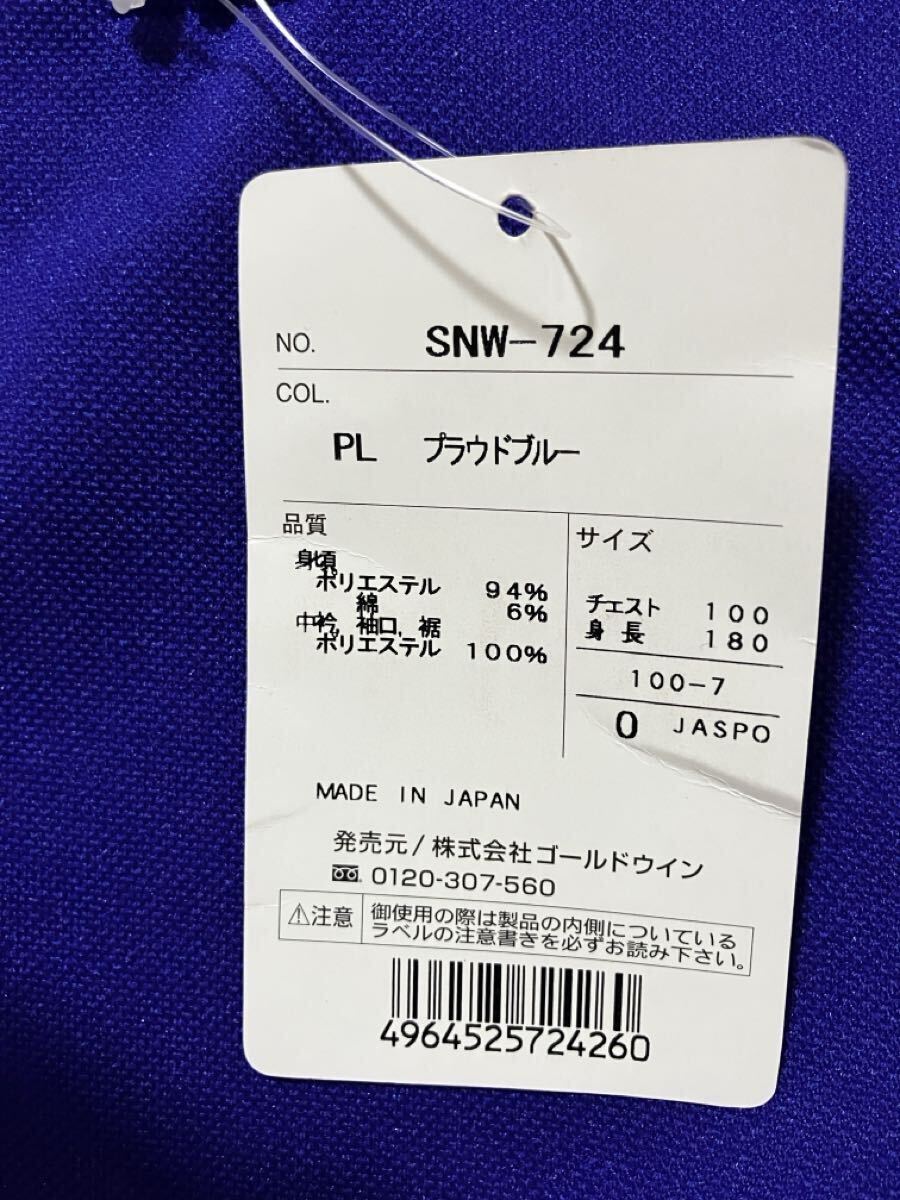 NO. SNW-724
COL.
PL プラウドブルー
品質
身頃
ポリエステル 94%
綿 6%
中衿, 袖口, 裾
ポリエステル 100%
サイズ
チェスト 100
身長 180
100-7
O JASPO
MADE IN JAPAN
発売元/株式会社ゴールドウイン
0120-307-560
⚠注意
御使用の際は製品の内側についている
ラベルの注意書きを必ずお読み下さい。
4964525724260